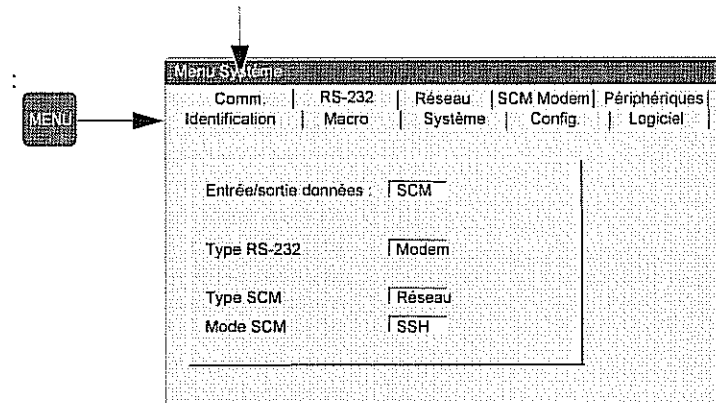 Menu Système
:
Comm. | RS-232 | Réseau | SCM Modem | Périphériques |
MENU
Identification | Macro | Système | Config. | Logiciel |
Entrée/sortie données : SCM
Type RS-232 Modem
Type SCM Réseau
Mode SCM SSH